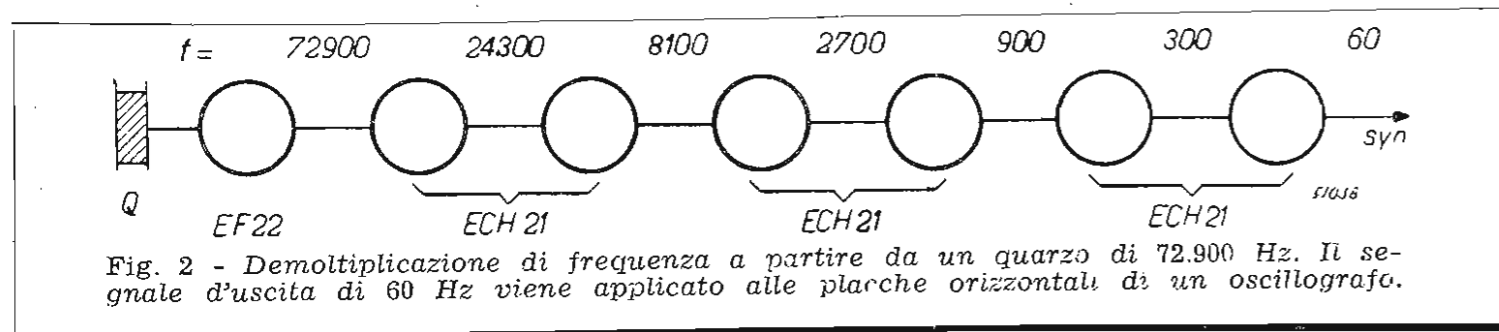 f = 72900 24300 8100 2700 900 300 60
syn
Q
EF22 ECH 21 ECH 21 ECH 21
Fig. 2 - Demoltiplicazione di frequenza a partire da un quarzo di 72.900 Hz. Il se-
gnale d'uscita di 60 Hz viene applicato alle placche orizzontali di un oscillografo.